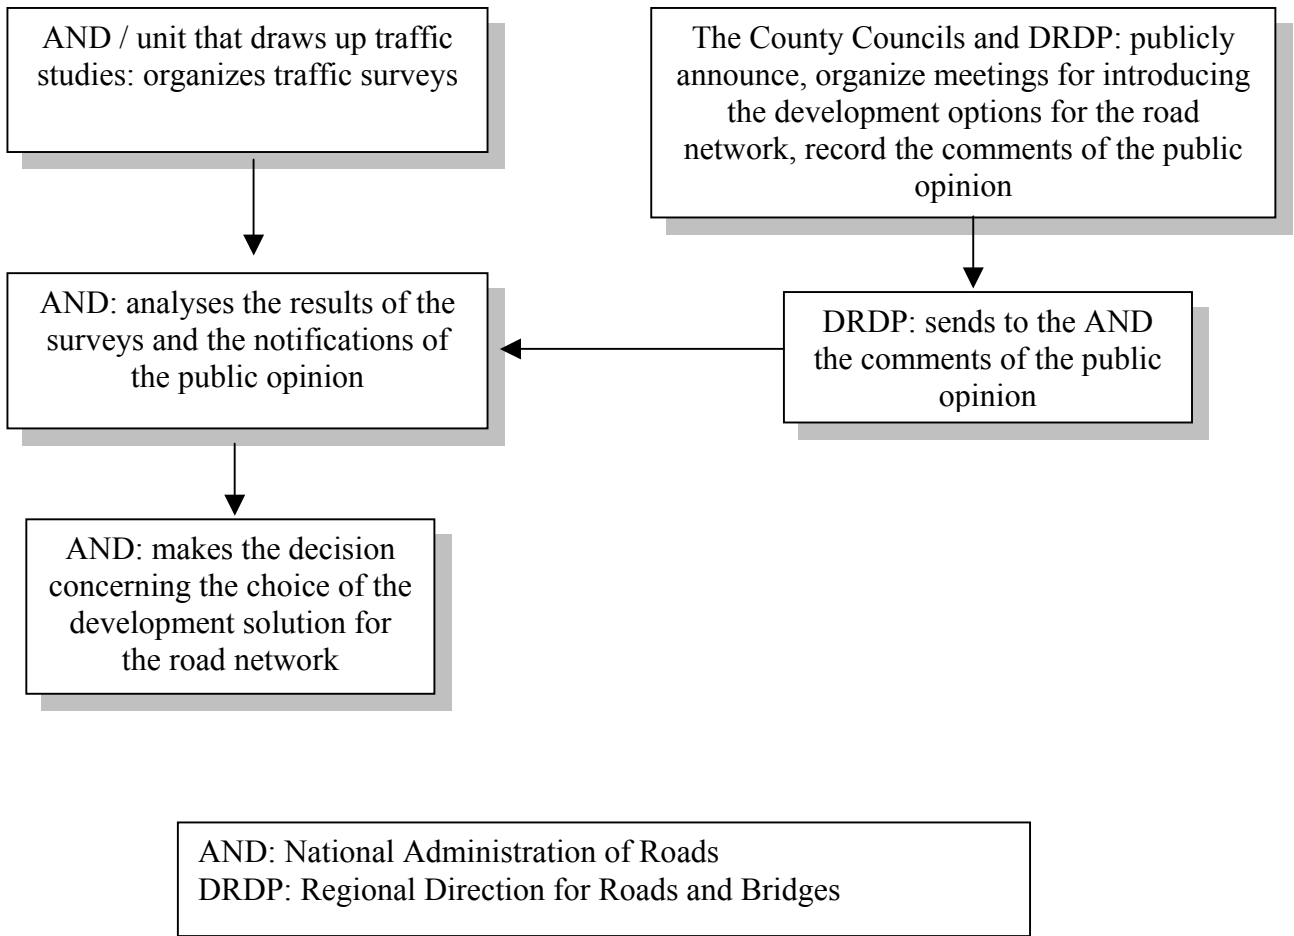 AND / unit that draws up traffic
studies: organizes traffic surveys
The County Councils and DRDP: publicly
announce, organize meetings for introducing
the development options for the road
network, record the comments of the public
opinion
AND: analyses the results of the
surveys and the notifications of
the public opinion
DRDP: sends to the AND
the comments of the public
opinion
AND: makes the decision
concerning the choice of the
development solution for
the road network
AND: National Administration of Roads
DRDP: Regional Direction for Roads and Bridges